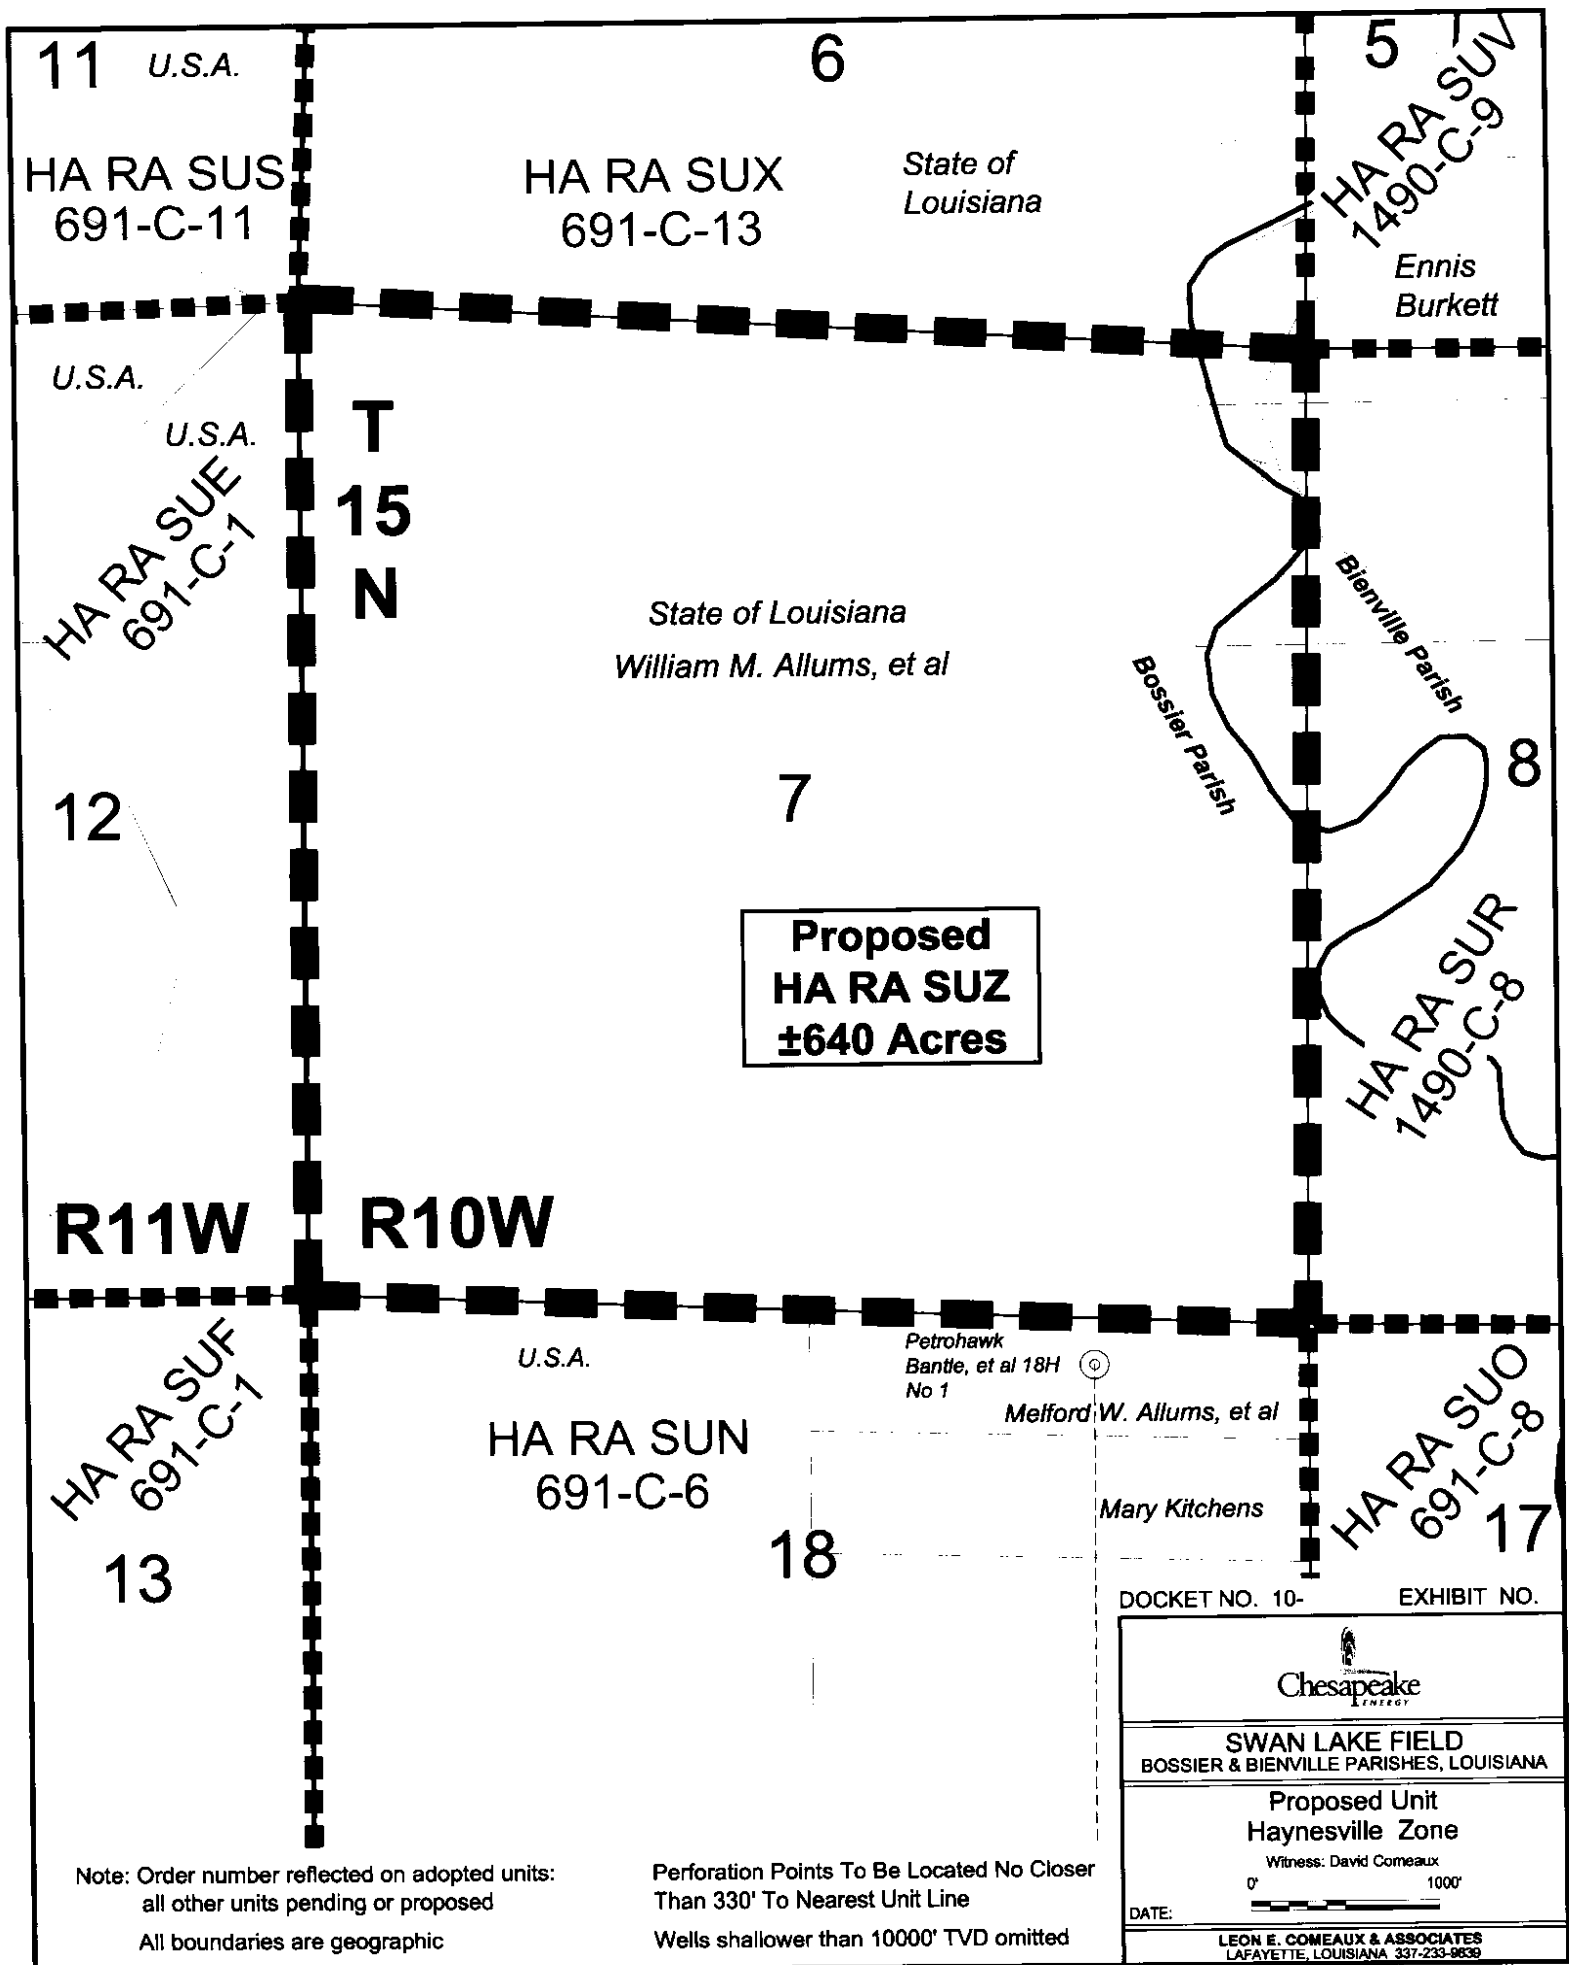 11
U.S.A.
6
5
HA RA SUS
691-C-11
HA RA SUX
691-C-13
State of
Louisiana
HA RA SUV
1490-C-9
Ennis
Burkett
U.S.A.
U.S.A.
HA RA SUE
691-C-1
T
15
N
State of Louisiana
William M. Allums, et al
Bienville Parish
Bossier Parish
12
7
8
Proposed
HA RA SUZ
±640 Acres
HA RA SUR
1490-C-8
R11W
R10W
HA RA SUF
691-C-1
U.S.A.
Petrohawk
Bantle, et al 18H
No 1
Melford W. Allums, et al
HA RA SUN
691-C-6
Mary Kitchens
HA RA SUO
691-C-8
13
18
17
DOCKET NO. 10-
EXHIBIT NO.
Chesapeake
ENERGY
SWAN LAKE FIELD
BOSSIER & BIENVILLE PARISHES, LOUISIANA
Proposed Unit
Haynesville Zone
Witness: David Comeaux
0' 1000'
DATE:
LEON E. COMEAUX & ASSOCIATES
LAFAYETTE, LOUISIANA 337-233-9839
Note: Order number reflected on adopted units:
all other units pending or proposed
All boundaries are geographic
Perforation Points To Be Located No Closer
Than 330' To Nearest Unit Line
Wells shallower than 10000' TVD omitted